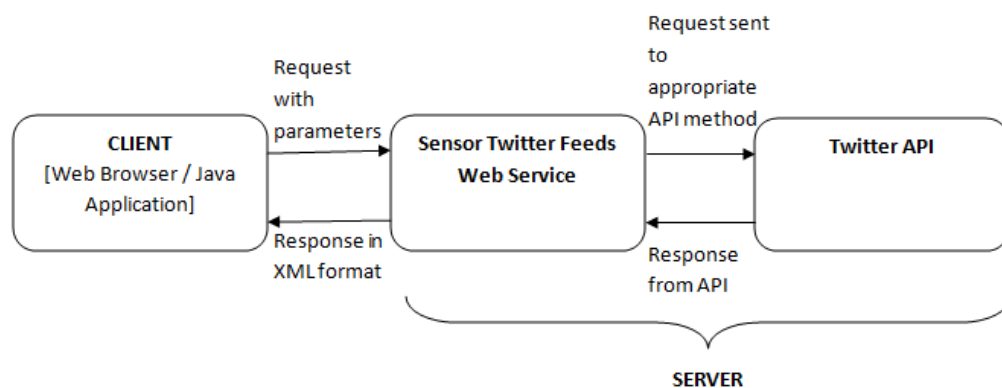 Request sent
to
appropriate
API method
Request
with
parameters
CLIENT
[Web Browser / Java
Application]
Sensor Twitter Feeds
Web Service
Twitter API
Response in
XML format
Response
from API
SERVER